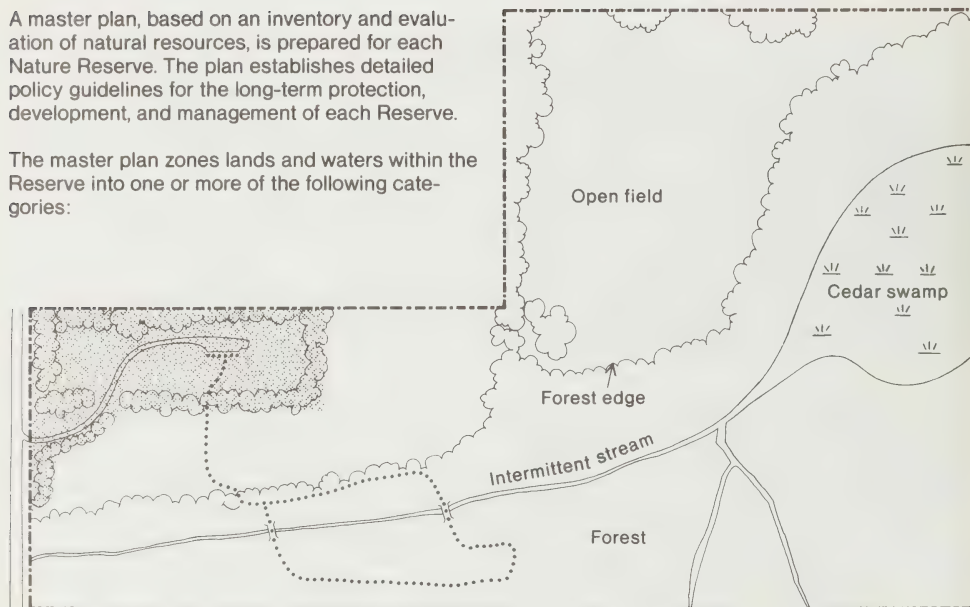 A master plan, based on an inventory and evalu-
ation of natural resources, is prepared for each
Nature Reserve. The plan establishes detailed
policy guidelines for the long-term protection,
development, and management of each Reserve.
The master plan zones lands and waters within the
Reserve into one or more of the following cate-
gories:
Open field
Cedar swamp
Forest edge
Intermittent stream
Forest